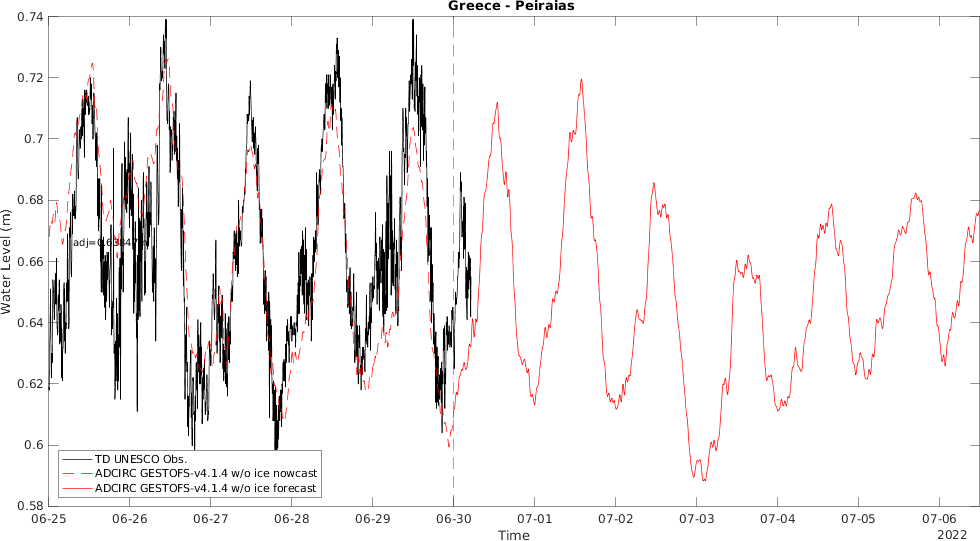 Greece - Peiraias
0.74
0.72
0.7
0.68
0.66
0.64
0.62
0.6
0.58
Water Level (m)
TD UNESCO Obs.
ADCIRC GESTOFS-v4.1.4 w/o ice nowcast
ADCIRC GESTOFS-v4.1.4 w/o ice forecast
06-25 06-26 06-27 06-28 06-29 06-30 07-01 07-02 07-03 07-04 07-05 07-06
Time
2022